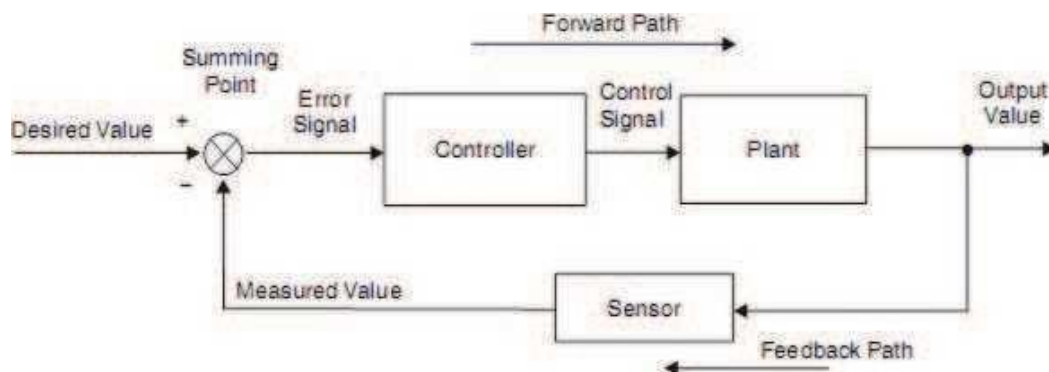 Forward Path
Summing
Point
Error
Signal
Control
Signal
Output
Value
Desired Value
+
−
Controller
Plant
Measured Value
Sensor
Feedback Path